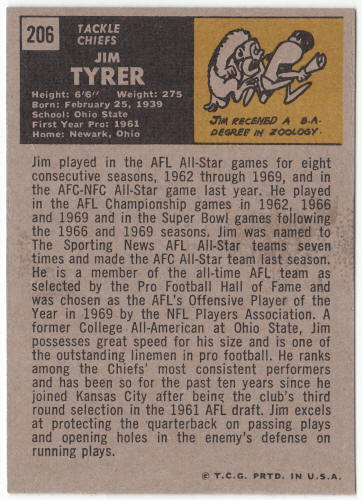 206
TACKLE
CHIEFS
JIM
TYRER
Height: 6'6" Weight: 275
Born: February 25, 1939
School: Ohio State
First Year Pro: 1961
Home: Newark, Ohio
JIM RECEIVED A B.A.
DEGREE IN ZOOLOGY.
Jim played in the AFL All-Star games for eight
consecutive seasons, 1962 through 1969, and in
the AFC-NFC All-Star game last year. He played
in the AFL Championship games in 1962, 1966
and 1969 and in the Super Bowl games following
the 1966 and 1969 seasons. Jim was named to
The Sporting News AFL All-Star teams seven
times and made the AFC All-Star team last season.
He is a member of the all-time AFL team as
selected by the Pro Football Hall of Fame and
was chosen as the AFL's Offensive Player of the
Year in 1969 by the NFL Players Association. A
former College All-American at Ohio State, Jim
possesses great speed for his size and is one of
the outstanding linemen in pro football. He ranks
among the Chiefs' most consistent performers
and has been so for the past ten years since he
joined Kansas City after being the club's third
round selection in the 1961 AFL draft. Jim excels
at protecting the quarterback on passing plays
and opening holes in the enemy's defense on
running plays.
© T.C.G. PRTD. IN U.S.A.